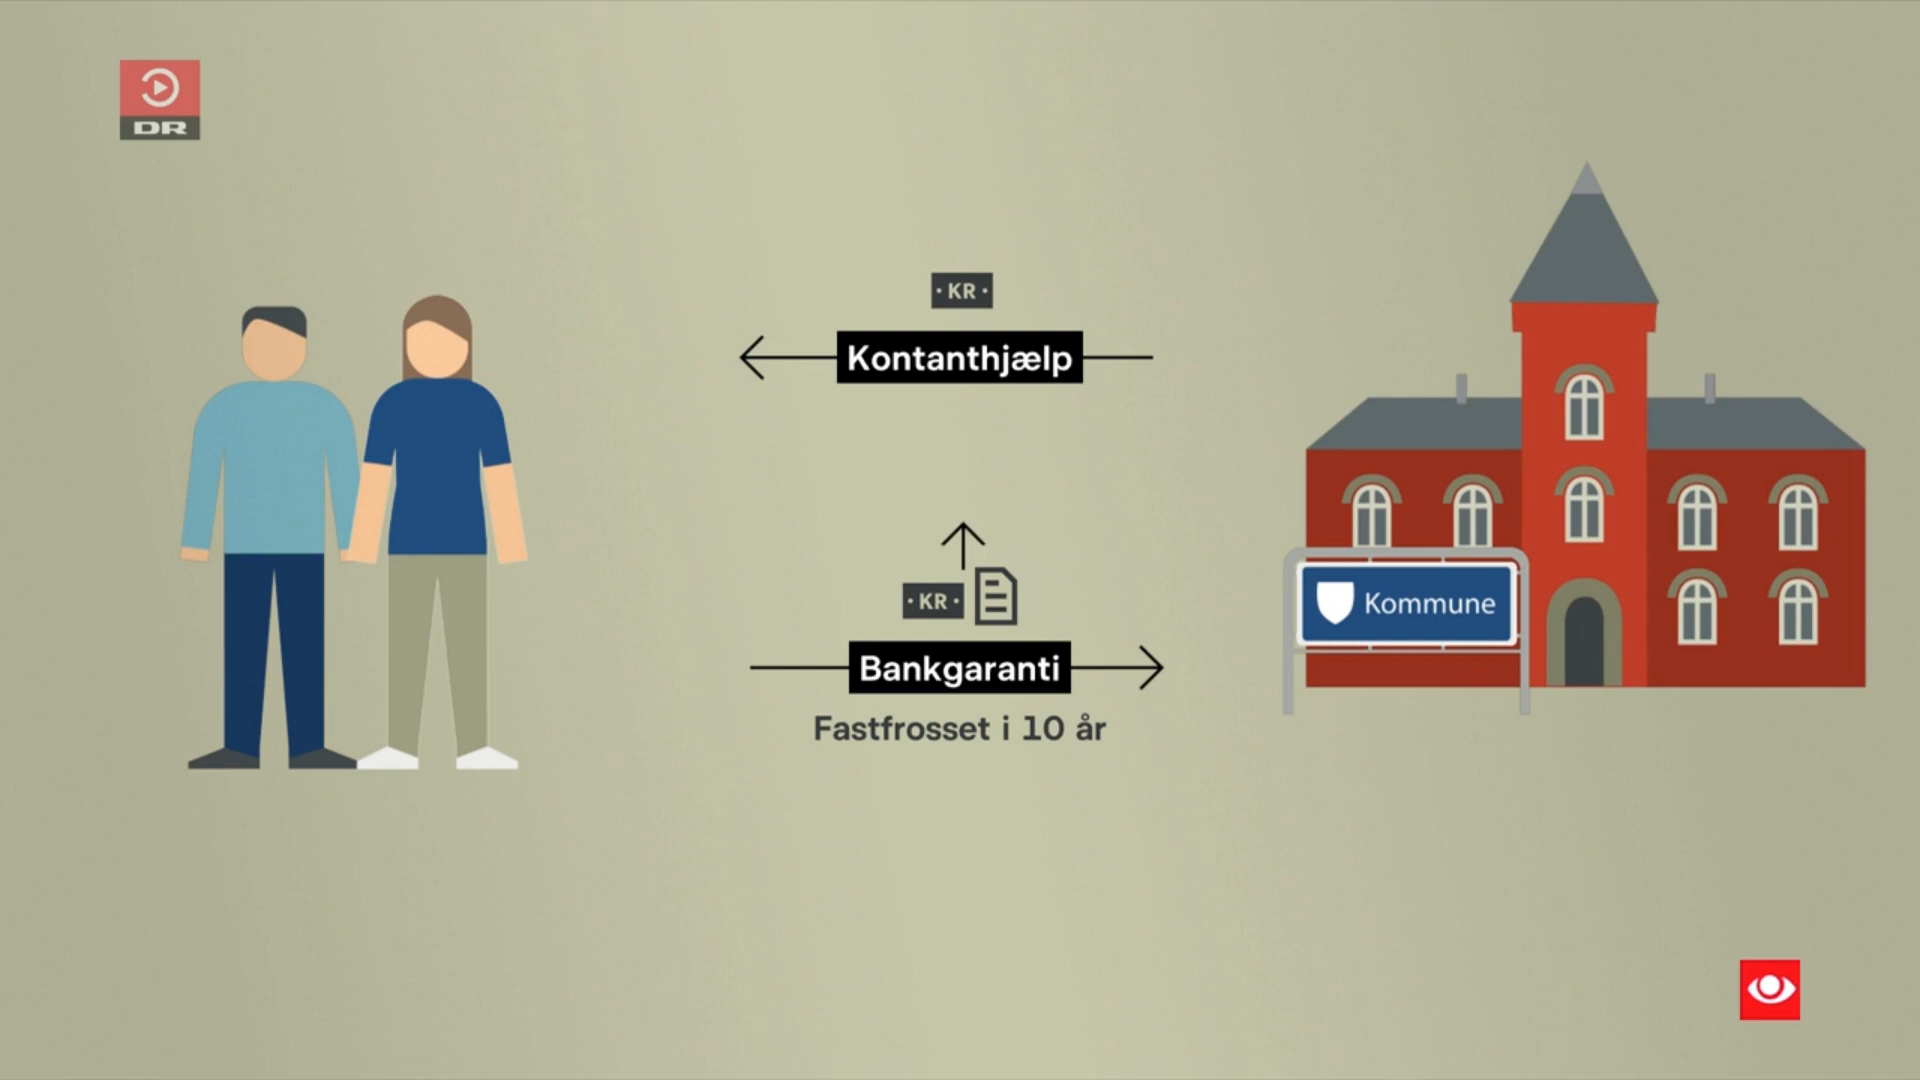 DR
· KR ·
Kontanthjælp
· KR ·
Bankgaranti
Fastfrosset i 10 år
Kommune